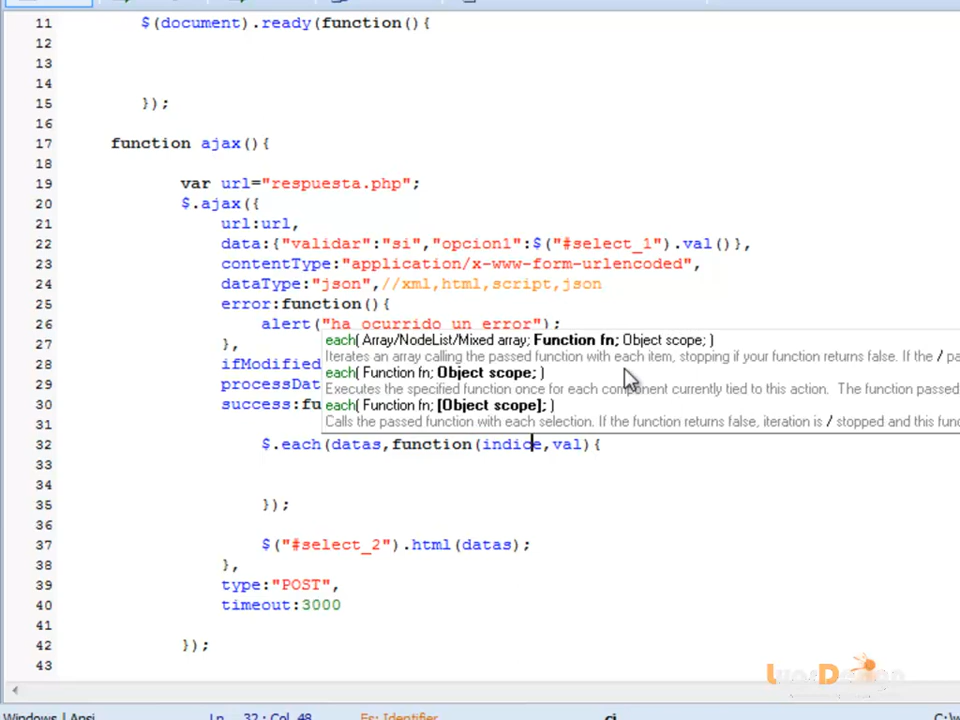 11 $(document).ready(function(){
12
13
14
15 });
16
17 function ajax(){
18
19 var url="respuesta.php";
20 $.ajax({
21 url:url,
22 data:{"validar":"si","opcion1":$("#select_1").val()},
23 contentType:"application/x-www-form-urlencoded",
24 dataType:"json",//xml,html,script,json
25 error:function(){
26 alert("ha ocurrido un error");
each( Array/NodeList/Mixed array; Function fn; Object scope; )
27 },
Iterates an array calling the passed function with each item, stopping if your function returns false. If the / pa
28 ifModified
each( Function fn; Object scope; )
29 processDat
Executes the specified function once for each component currently tied to this action. The function passed
30 success:fu
each( Function fn; [Object scope]; )
31
Calls the passed function with each selection. If the function returns false, iteration is / stopped and this func
32 $.each(datas,function(indice,val){
33
34
35 });
36
37 $("#select_2").html(datas);
38 },
39 type:"POST",
40 timeout:3000
41
42 });
43
Windows | Ansi Ln 32 : Col 48 Es: Identifier C:\w